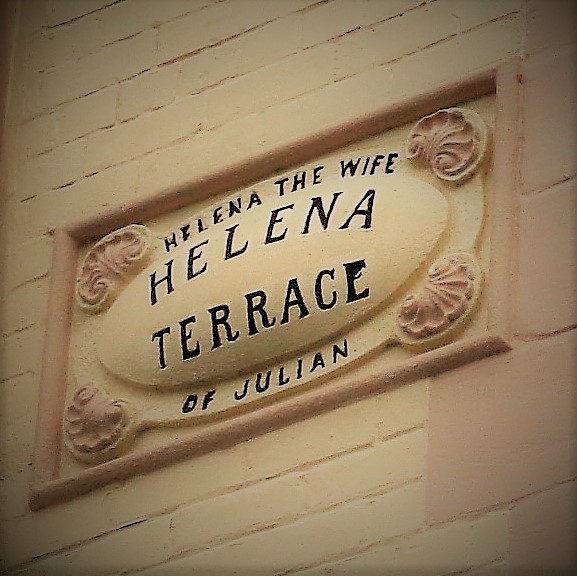 HELENA THE WIFE
HELENA
TERRACE
OF JULIAN